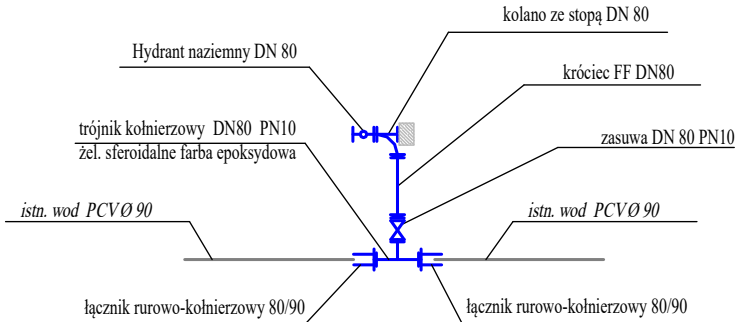 kolano ze stopą DN 80
Hydrant naziemny DN 80
króciec FF DN80
trójnik kołnierzowy DN80 PN10
żel. sferoidalne farba epoksydowa
zasuwa DN 80 PN10
istn. wod PCVØ 90
istn. wod PCVØ 90
łącznik rurowo-kołnierzowy 80/90
łącznik rurowo-kołnierzowy 80/90